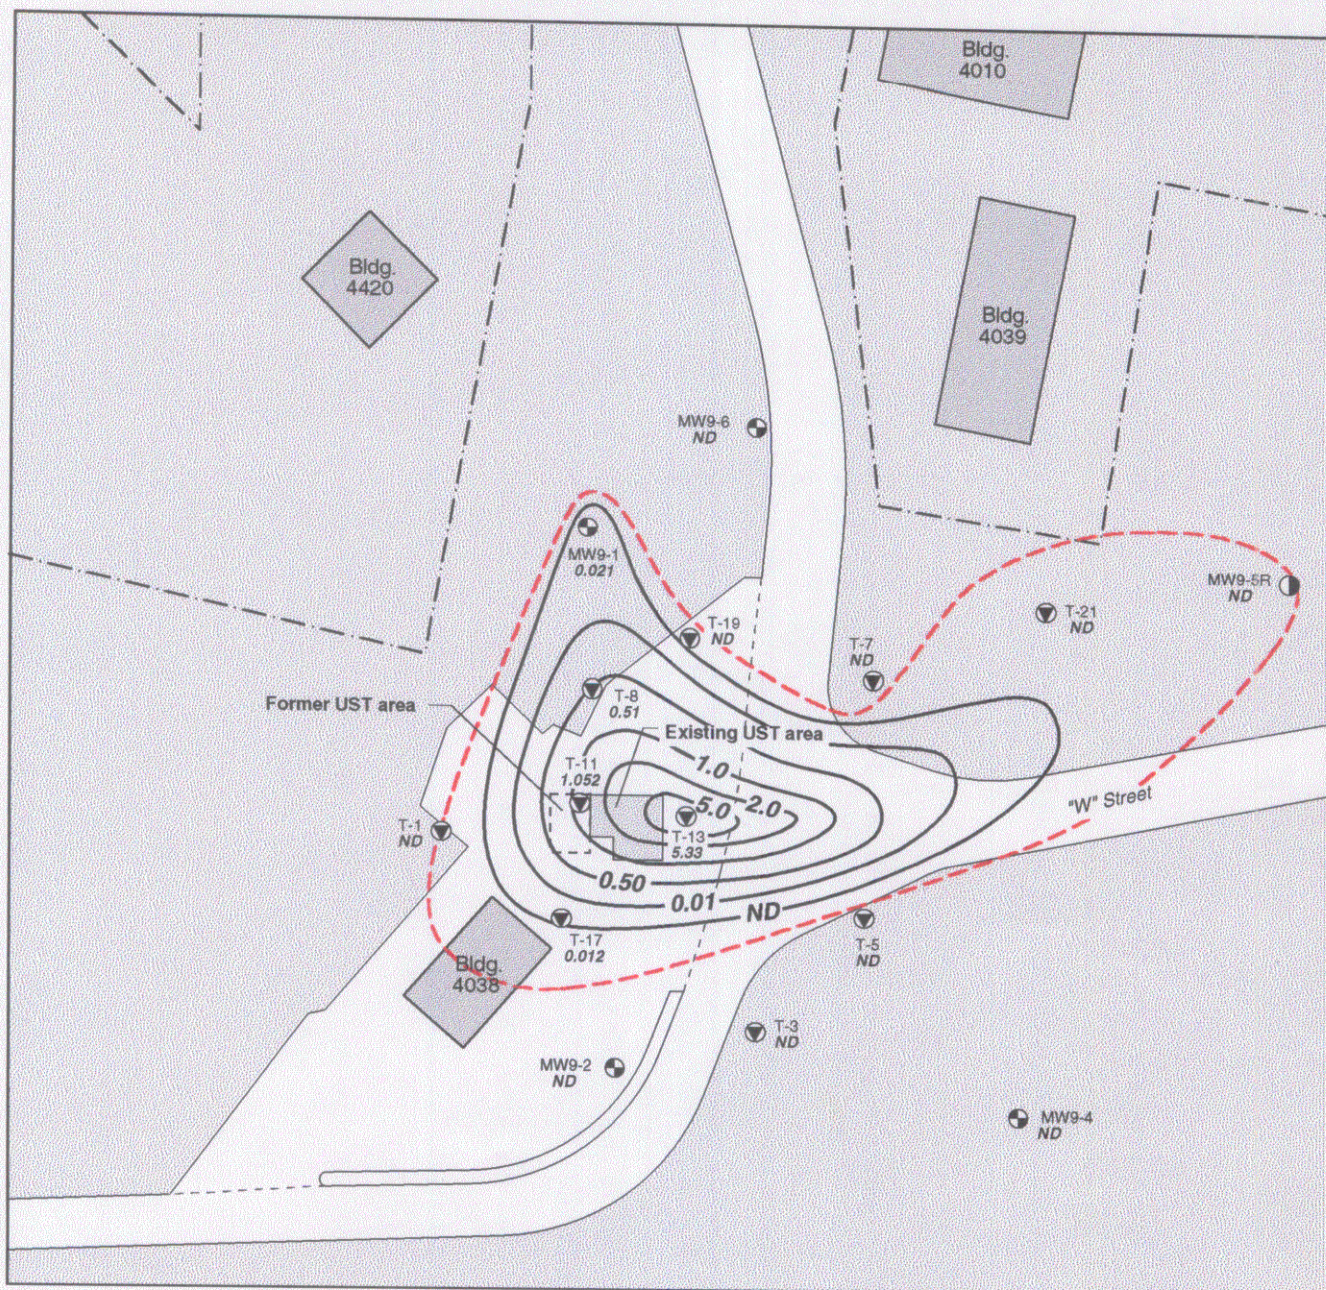 Bldg.
4010
Bldg.
4420
Bldg.
4039
MW9-6
ND
MW9-1
0.021
MW9-5R
ND
T-19
ND
T-21
ND
T-7
ND
T-8
0.51
Former UST area
Existing UST area
T-11
1.052
1.0
2.0
5.0
"W" Street
T-1
ND
T-13
5.33
0.50
0.01
ND
T-17
0.012
T-5
ND
Bldg.
4038
T-3
ND
MW9-2
ND
MW9-4
ND